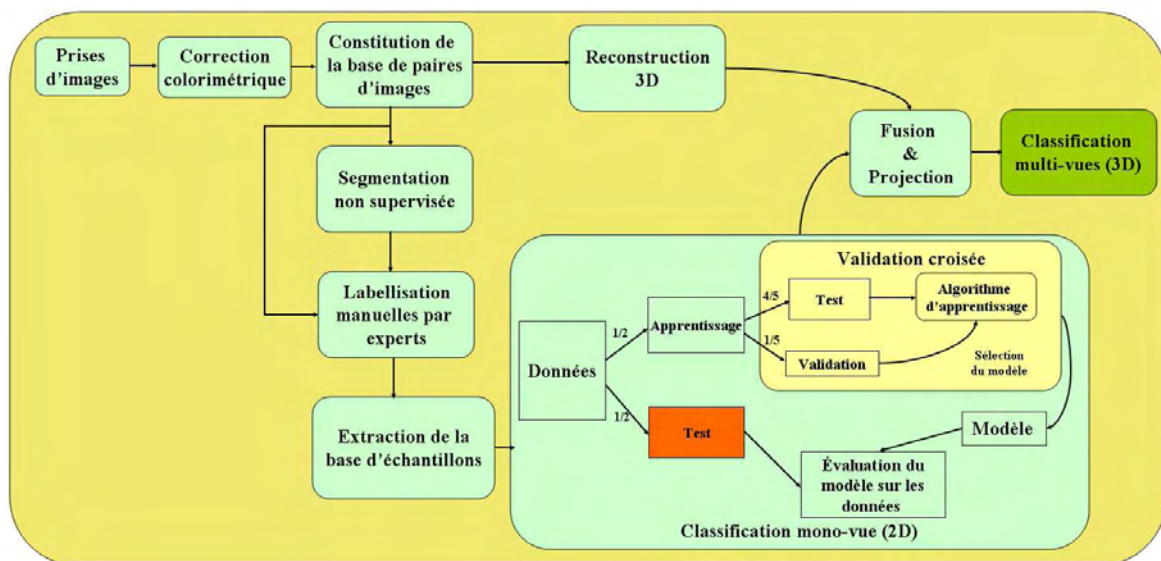 Prises
d'images
Correction
colorimétrique
Constitution de
la base de paires
d'images
Reconstruction
3D
Fusion
&
Projection
Classification
multi-vues (3D)
Segmentation
non supervisée
Labellisation
manuelles par
experts
Extraction de la
base d'échantillons
Données
1/2
1/2
Apprentissage
4/5
1/5
Validation croisée
Test
Algorithme
d'apprentissage
Validation
Sélection
du modèle
Test
Modèle
Évaluation du
modèle sur les
données
Classification mono-vue (2D)